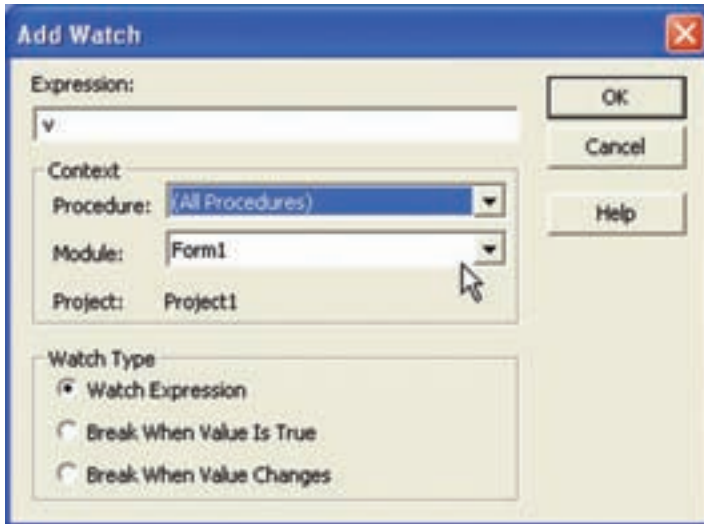 Add Watch
Expression:
OK
v
Cancel
Context
Procedure: (All Procedures)
Help
Module: Form1
Project: Project1
Watch Type
Watch Expression
Break When Value Is True
Break When Value Changes